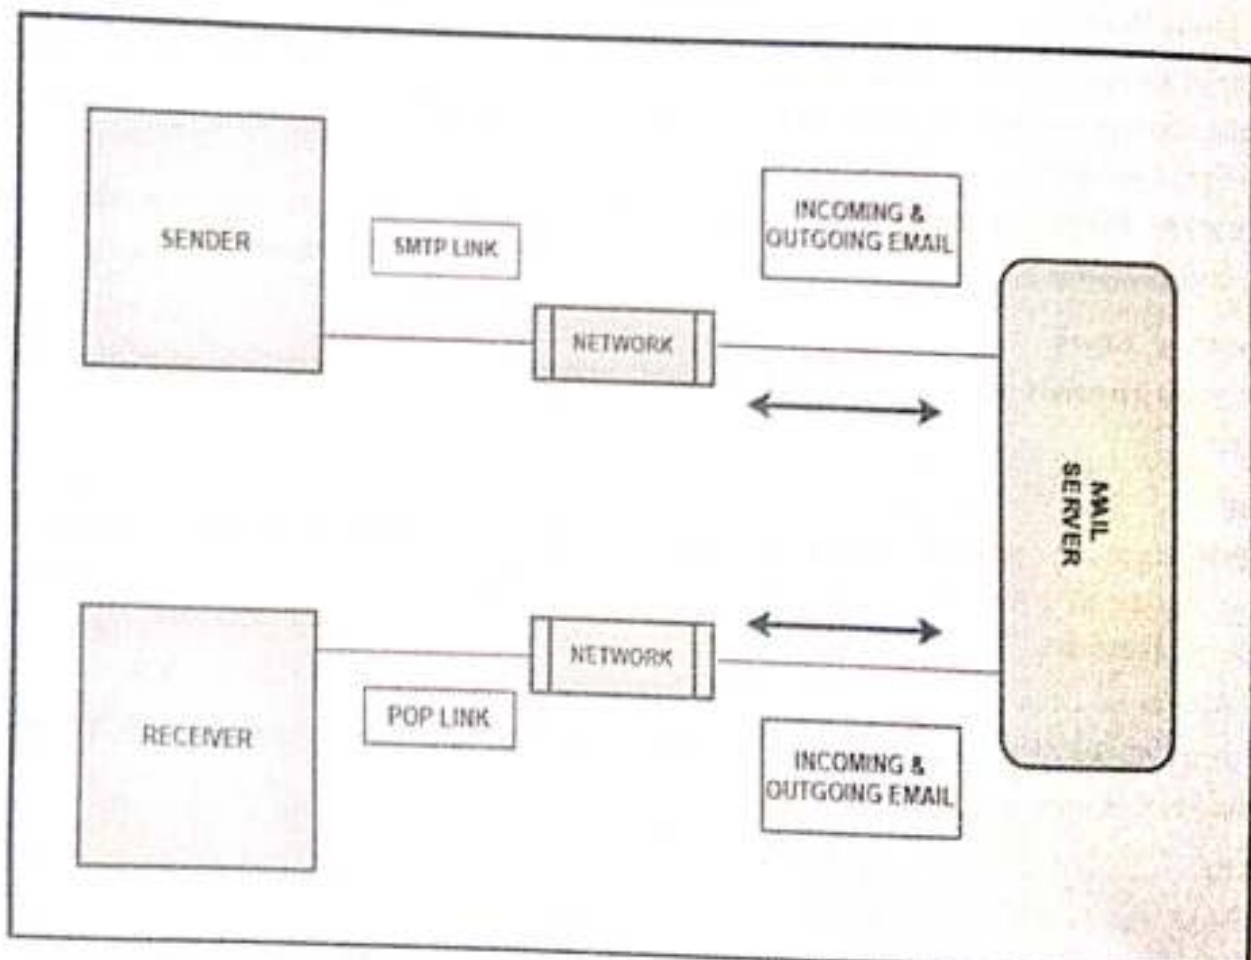 SENDER
SMTP LINK
INCOMING &
OUTGOING EMAIL
NETWORK
MAIL
SERVER
NETWORK
RECEIVER
POP LINK
INCOMING &
OUTGOING EMAIL